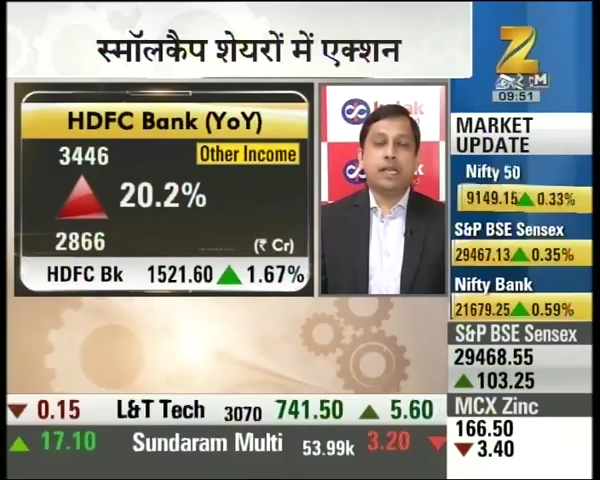 स्मॉलकैप शेयरों में एक्शन
Z
09:51
HDFC Bank (YoY)
3446
Other Income
20.2%
2866
(₹ Cr)
HDFC Bk 1521.60 1.67%
MARKET
UPDATE
Nifty 50
9149.15 0.33%
S&P BSE Sensex
29467.13 0.35%
Nifty Bank
21679.25 0.59%
S&P BSE Sensex
29468.55
103.25
MCX Zinc
166.50
3.40
0.15 L&T Tech 3070 741.50 5.60
17.10 Sundaram Multi 53.99k 3.20